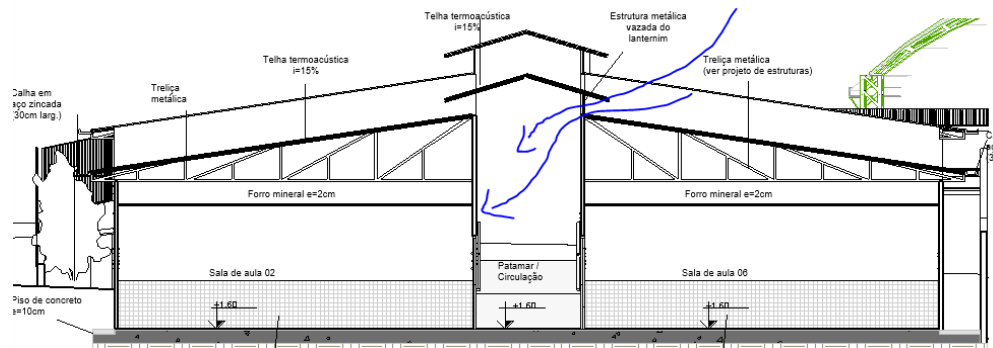 Telha termoacústica
i=15%
Estrutura metálica
vazada do
lanternim
Telha termoacústica
i=15%
Treliça metálica
(ver projeto de estruturas)
Treliça
metálica
Calha em
aço zincada
(30cm larg.)
Forro mineral e=2cm
Forro mineral e=2cm
Sala de aula 02
Patamar /
Circulação
Sala de aula 06
+1.60
+1.60
+1.60
Piso de concreto
e=10cm